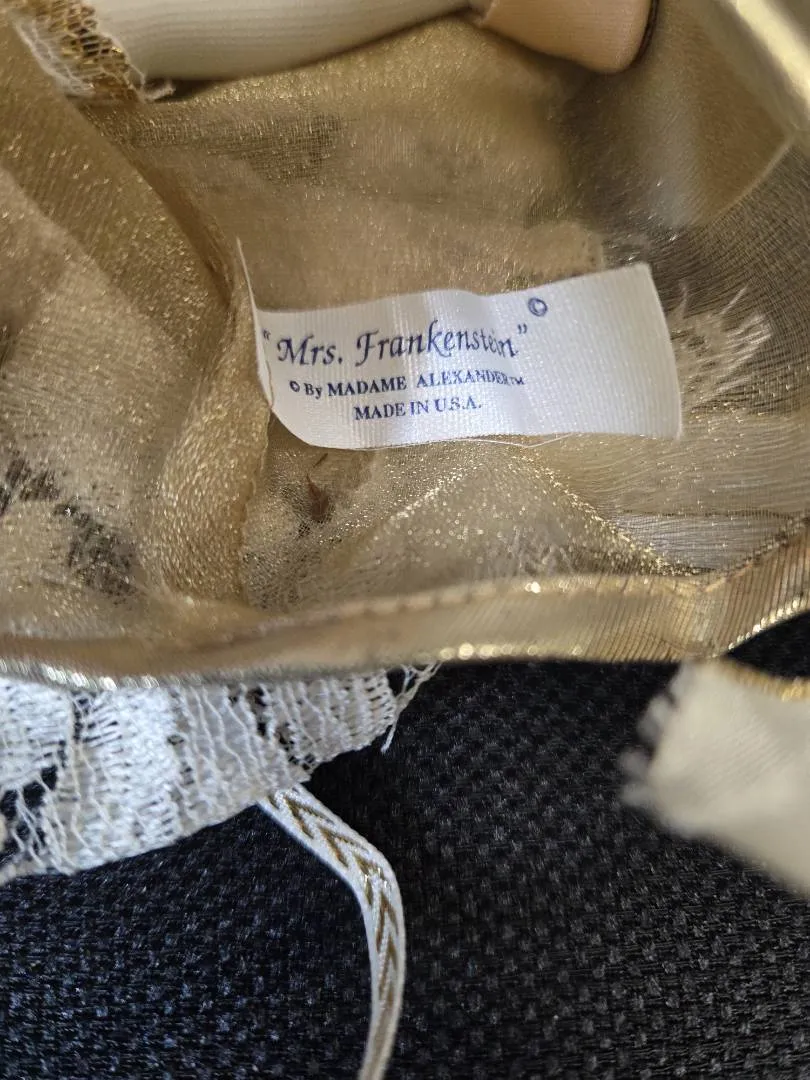 "Mrs. Frankenstein"©
© By MADAME ALEXANDER™
MADE IN U.S.A.